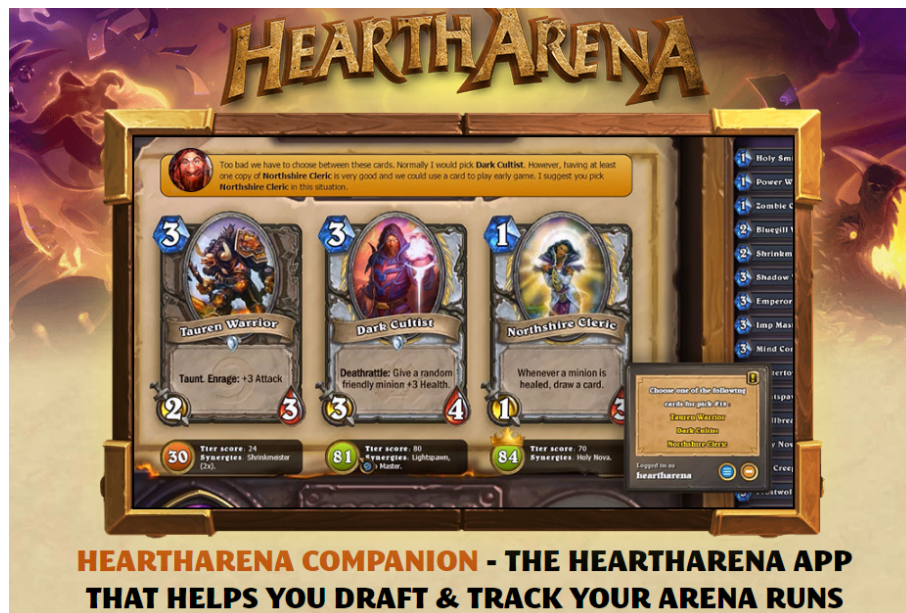 HEARTHARENA
Too bad we have to choose between these cards. Normally I would pick Dark Cultist. However, having at least
one copy of Northshire Cleric is very good and we could use a card to play early game. I suggest you pick
Northshire Cleric in this situation.
3
Tauren Warrior
Taunt. Enrage: +3 Attack
2
3
30
Tier score: 24
Synergies: Shrinkmeister
(2x).
3
Dark Cultist
Deathrattle: Give a random
friendly minion +3 Health.
3
4
81
Tier score: 80
Synergies: Lightspawn,
Master.
1
Northshire Cleric
Whenever a minion is
healed, draw a card.
1
3
84
Tier score: 70
Synergies: Holy Nova.
1 Holy Smi
1 Power W
1 Zombie C
2 Bluegill
2 Shrinkm
3 Shadow
3 Emperor
3 Imp Mas
3 Mind Con
Choose one of the following
cards for pick
Tauren Warrior
Dark Cultist
Northshire Cleric
Logged in as
heartharena
HEARTHARENA COMPANION - THE HEARTHARENA APP
THAT HELPS YOU DRAFT & TRACK YOUR ARENA RUNS